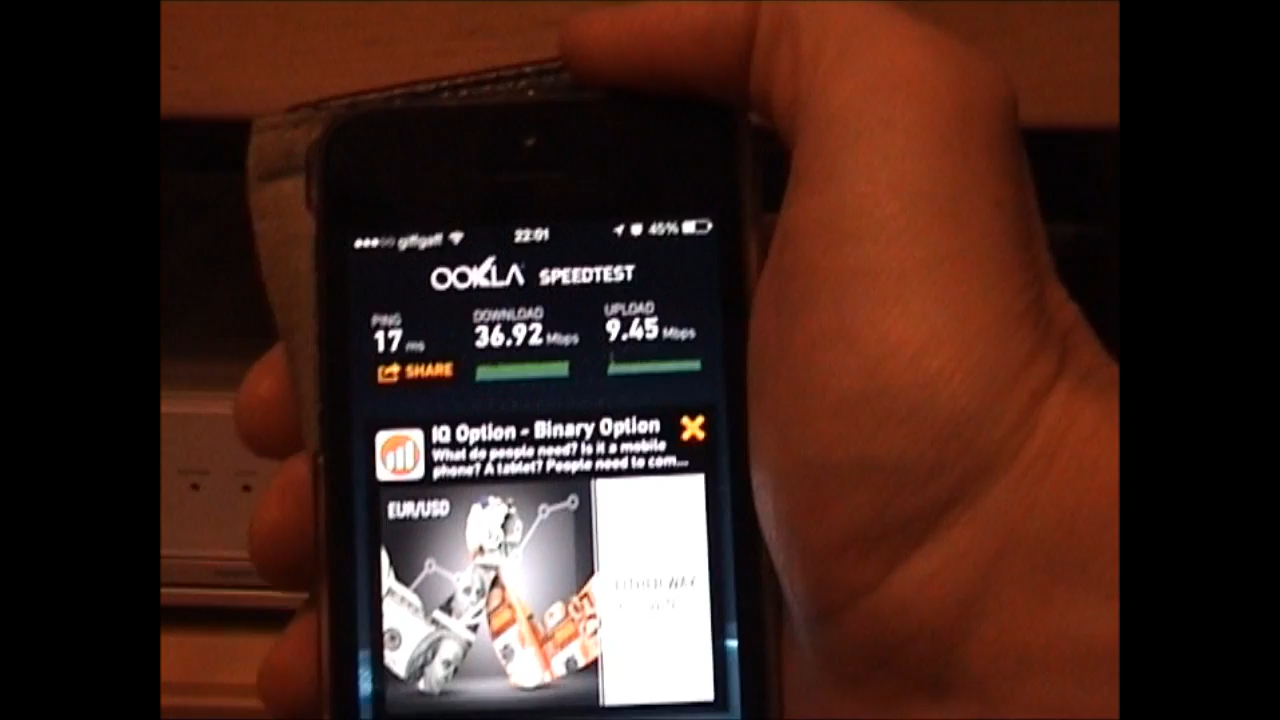 giffgaff 22:01 45%
OOKLA SPEEDTEST
PING DOWNLOAD UPLOAD
17 ms 36.92 Mbps 9.45 Mbps
SHARE
IQ Option - Binary Option
What do people need? Is it a mobile
phone? A tablet? People need to com...
EUR/USD